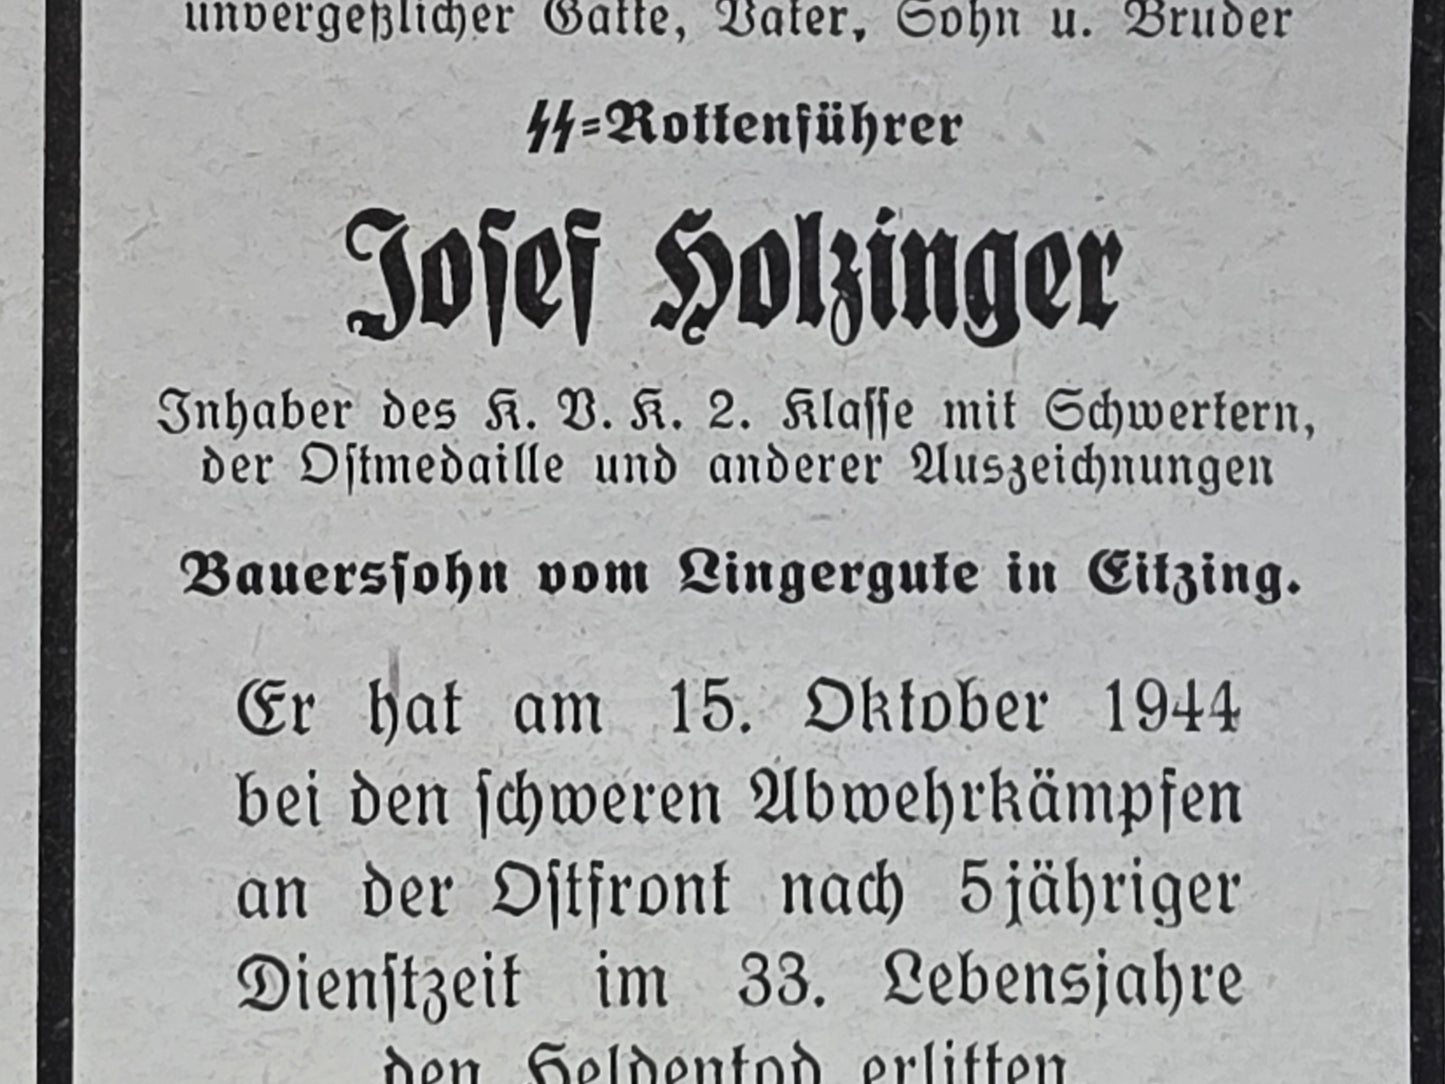 unvergeßlicher Gatte, Vater, Sohn u. Bruder
ᛋᛋ=Rottenführer
Josef Holzinger
Inhaber des K. V. K. 2. Klasse mit Schwertern,
der Ostmedaille und anderer Auszeichnungen
Bauerssohn vom Lingergute in Eitzing.
Er hat am 15. Oktober 1944
bei den schweren Abwehrkämpfen
an der Ostfront nach 5jähriger
Dienstzeit im 33. Lebensjahre
den Heldentod erlitten